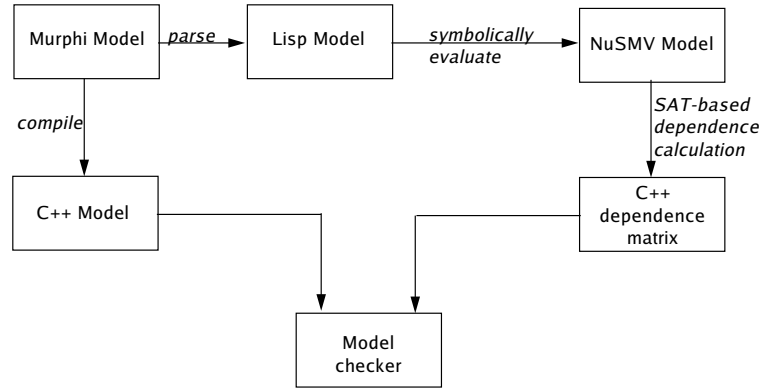 Murphi Model
parse
Lisp Model
symbolically
evaluate
NuSMV Model
compile
SAT-based
dependence
calculation
C++ Model
C++
dependence
matrix
Model
checker